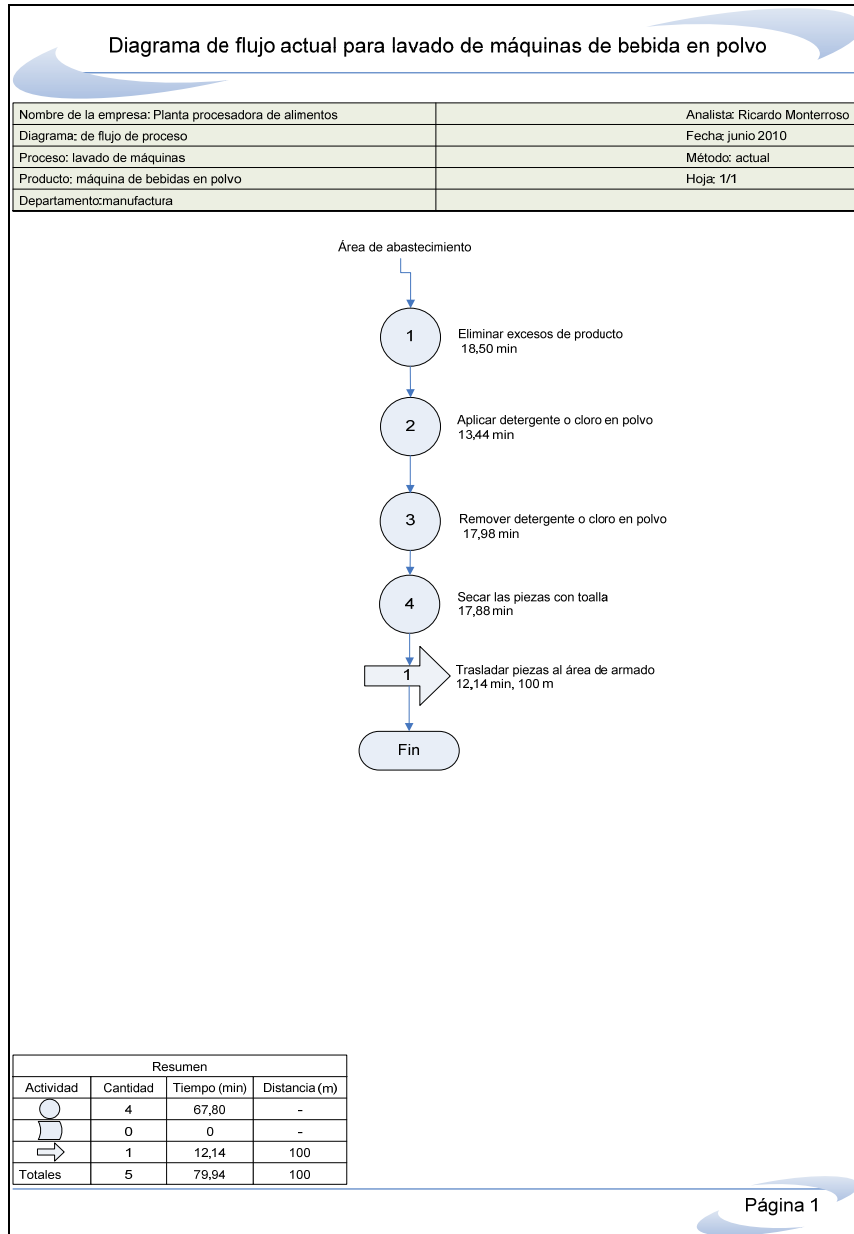 Diagrama de flujo actual para lavado de máquinas de bebida en polvo
Nombre de la empresa: Planta procesadora de alimentos
Analista: Ricardo Monterroso
Diagrama: de flujo de proceso
Fecha: junio 2010
Proceso: lavado de máquinas
Método: actual
Producto: máquina de bebidas en polvo
Hoja: 1/1
Departamento:manufactura
Área de abastecimiento
1
Eliminar excesos de producto
18,50 min
2
Aplicar detergente o cloro en polvo
13,44 min
3
Remover detergente o cloro en polvo
17,98 min
4
Secar las piezas con toalla
17,88 min
1
Trasladar piezas al área de armado
12,14 min, 100 m
Fin
Resumen
Actividad Cantidad Tiempo (min) Distancia (m)
4 67,80 -
0 0 -
1 12,14 100
Totales 5 79,94 100
Página 1